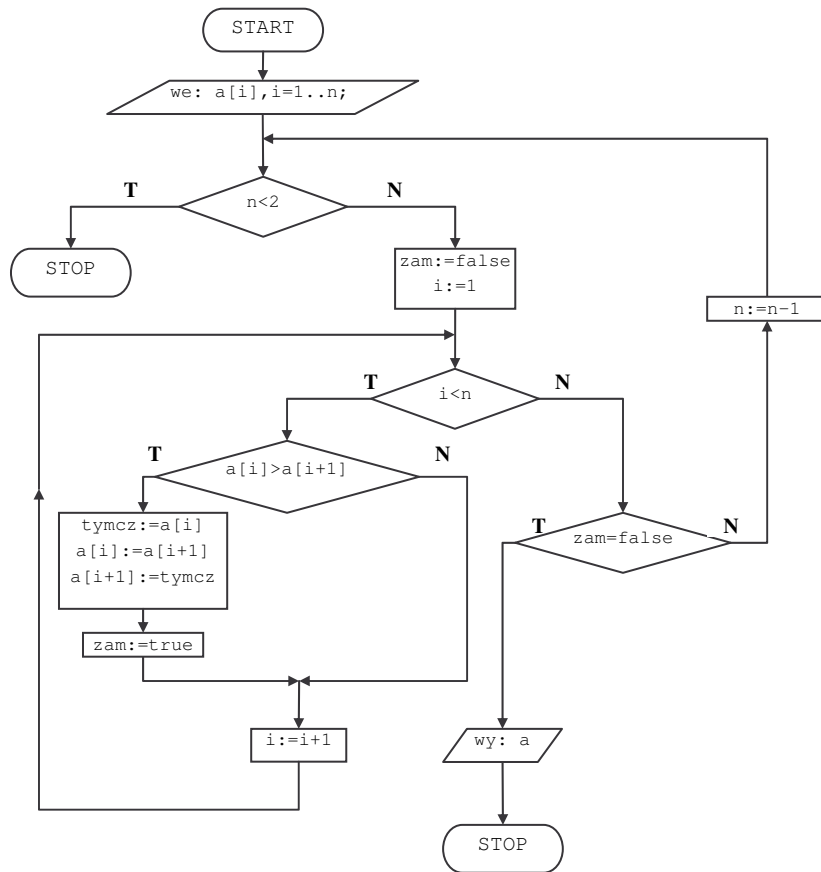 START
we: a[i],i=1..n;
T
N
n<2
STOP
zam:=false
i:=1
n:=n-1
T
N
i<n
T
N
a[i]>a[i+1]
tymcz:=a[i]
a[i]:=a[i+1]
a[i+1]:=tymcz
T
N
zam=false
zam:=true
i:=i+1
wy: a
STOP